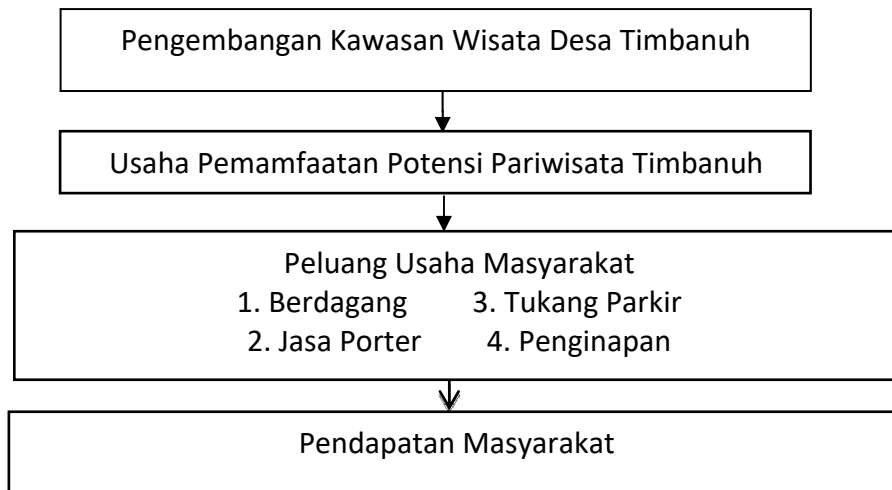 Pengembangan Kawasan Wisata Desa Timbanuh
Usaha Pemamfaatan Potensi Pariwisata Timbanuh
Peluang Usaha Masyarakat
1. Berdagang 3. Tukang Parkir
2. Jasa Porter 4. Penginapan
Pendapatan Masyarakat